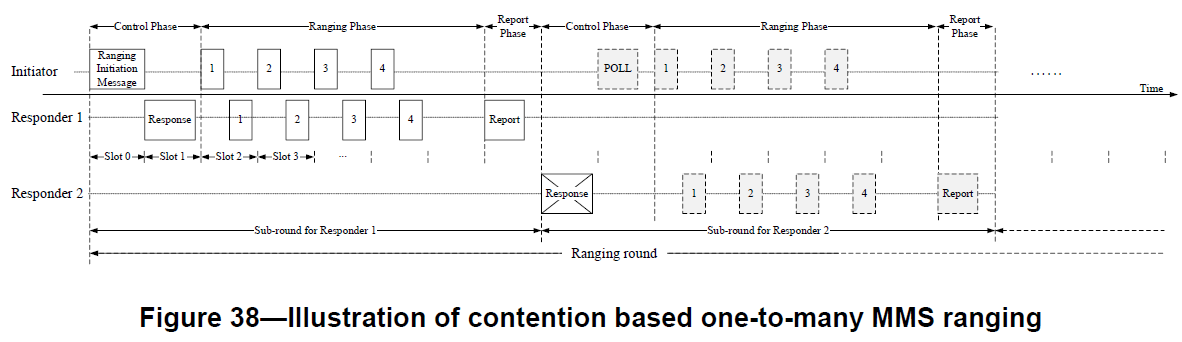 Control Phase
Ranging Phase
Report
Phase
Control Phase
Ranging Phase
Report
Phase
Initiator
Ranging
Initiation
Message
1
2
3
4
POLL
1
2
3
4
......
Time
Responder 1
Response
1
2
3
4
Report
Slot 0
Slot 1
Slot 2
Slot 3
...
Responder 2
Response
1
2
3
4
Report
Sub-round for Responder 1
Sub-round for Responder 2
Ranging round
Figure 38—Illustration of contention based one-to-many MMS ranging